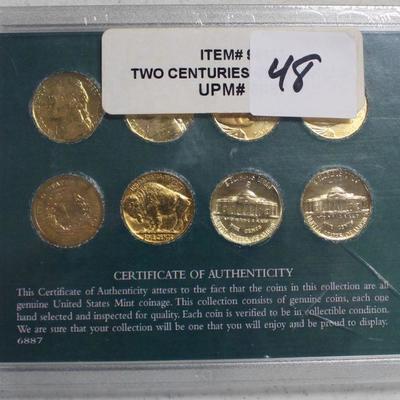 ITEM# 9
TWO CENTURIES
UPM#
48
CERTIFICATE OF AUTHENTICITY
This Certificate of Authenticity attests to the fact that the coins in this collection are all
genuine United States Mint coinage. This collection consists of genuine coins, each one
hand selected and inspected for quality. Each coin is verified to be in collectible condition.
We are sure that your collection will be one that you will enjoy and be proud to display.
6887